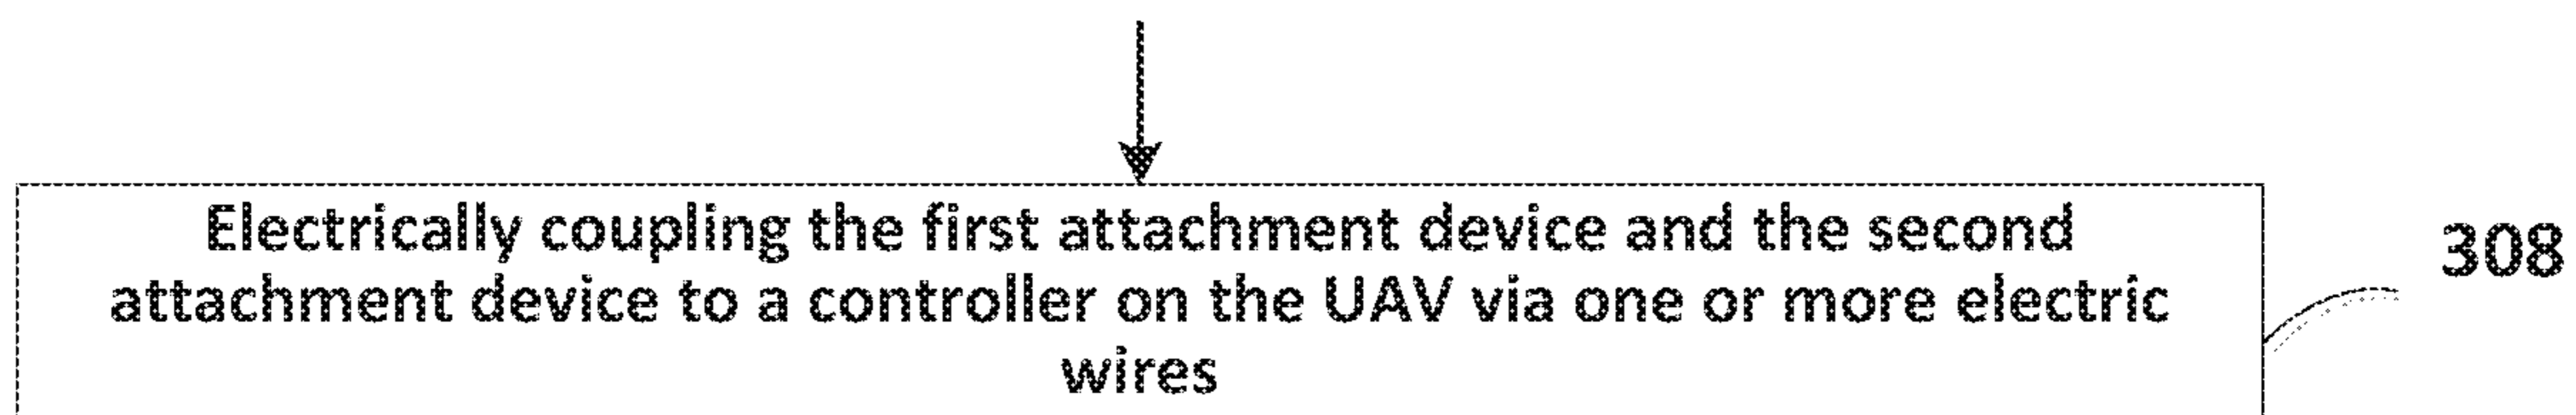 Electrically coupling the first attachment device and the second
attachment device to a controller on the UAV via one or more electric
wires
308